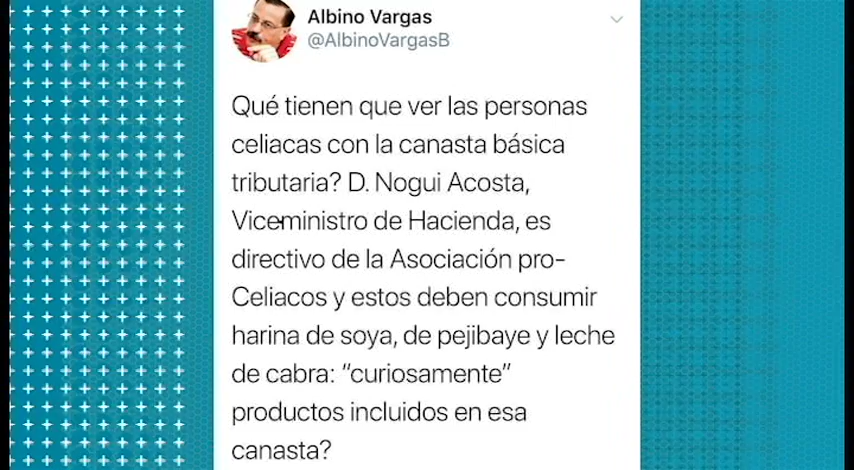 Albino Vargas
@AlbinoVargasB
Qué tienen que ver las personas
celiacas con la canasta básica
tributaria? D. Nogui Acosta,
Viceministro de Hacienda, es
directivo de la Asociación pro-
Celiacos y estos deben consumir
harina de soya, de pejibaye y leche
de cabra: “curiosamente”
productos incluidos en esa
canasta?